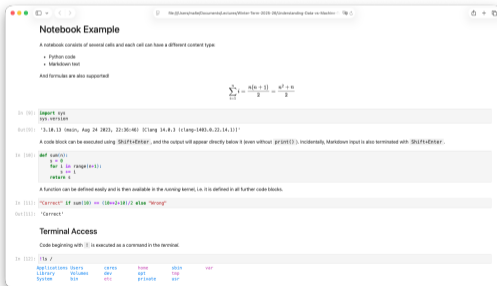 Notebook Example
A notebook consists of several cells and each cell can have a different content type:
• Python code
• Markdown text
And formulas are also supported!
∑ i = n(n + 1) / 2 = n² + n / 2
i=1
import sys
sys.version
'3.10.13 (main, Aug 24 2023, 22:36:46) [Clang 14.0.3 (clang-1403.0.22.14.1)]'
A code block can be executed using Shift+Enter, and the output will appear directly below it (even without print()). Incidentally, Markdown input is also terminated with Shift+Enter.
def sum(n):
s = 0
for i in range(n+1):
s += i
return s
A function can be defined easily and is then available in the running kernel, i.e. it is defined in all further code blocks.
In [11]: "Correct" if sum(10) == (10**2+10)/2 else "Wrong"
Out[11]: 'Correct'
Terminal Access
Code beginning with ! is executed as a command in the terminal.
In [12]: !ls /
Applications Users cores home sbin var
Library Volumes dev opt tmp
System bin etc private usr